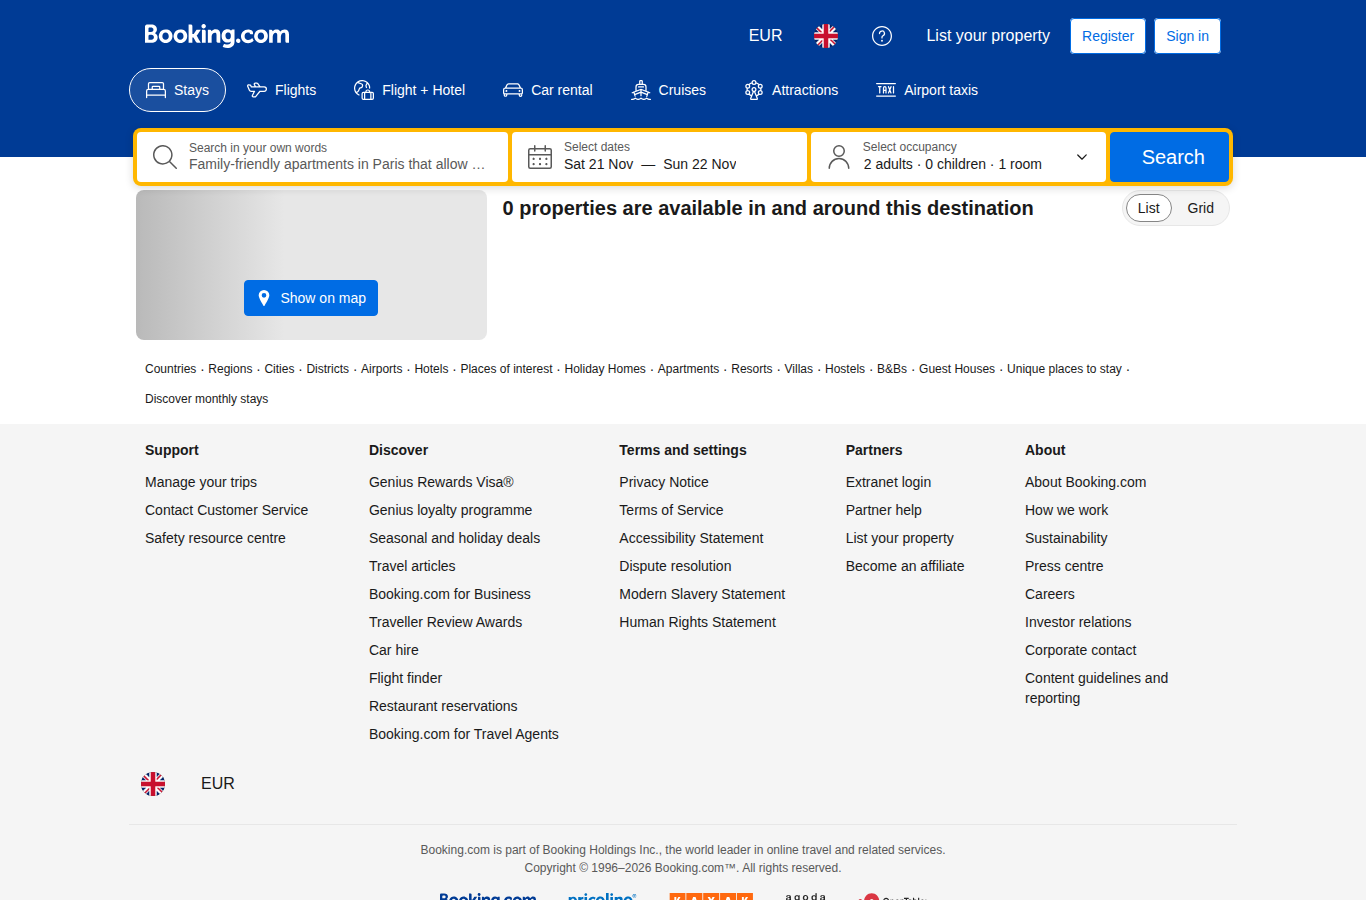 Booking.com
EUR
List your property
Register
Sign in
Stays
Flights
Flight + Hotel
Car rental
Cruises
Attractions
TAXI
Airport taxis
Search in your own words
Family-friendly apartments in Paris that allow …
Select dates
Sat 21 Nov — Sun 22 Nov
Select occupancy
2 adults · 0 children · 1 room
Search
Show on map
0 properties are available in and around this destination
List
Grid
Countries · Regions · Cities · Districts · Airports · Hotels · Places of interest · Holiday Homes · Apartments · Resorts · Villas · Hostels · B&Bs · Guest Houses · Unique places to stay ·
Discover monthly stays
Support
Manage your trips
Contact Customer Service
Safety resource centre
Discover
Genius Rewards Visa®
Genius loyalty programme
Seasonal and holiday deals
Travel articles
Booking.com for Business
Traveller Review Awards
Car hire
Flight finder
Restaurant reservations
Booking.com for Travel Agents
Terms and settings
Privacy Notice
Terms of Service
Accessibility Statement
Dispute resolution
Modern Slavery Statement
Human Rights Statement
Partners
Extranet login
Partner help
List your property
Become an affiliate
About
About Booking.com
How we work
Sustainability
Press centre
Careers
Investor relations
Corporate contact
Content guidelines and
reporting
EUR
Booking.com is part of Booking Holdings Inc., the world leader in online travel and related services.
Copyright © 1996–2026 Booking.com™. All rights reserved.
Booking.com
priceline®
KAYAK
agoda
OpenTable